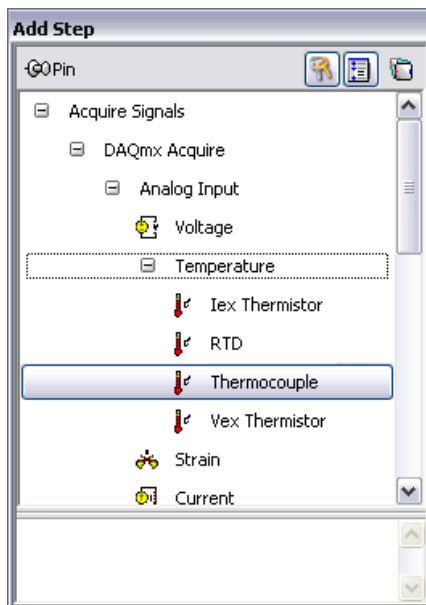 Add Step
Pin
Acquire Signals
DAQmx Acquire
Analog Input
Voltage
Temperature
Iex Thermistor
RTD
Thermocouple
Vex Thermistor
Strain
Current